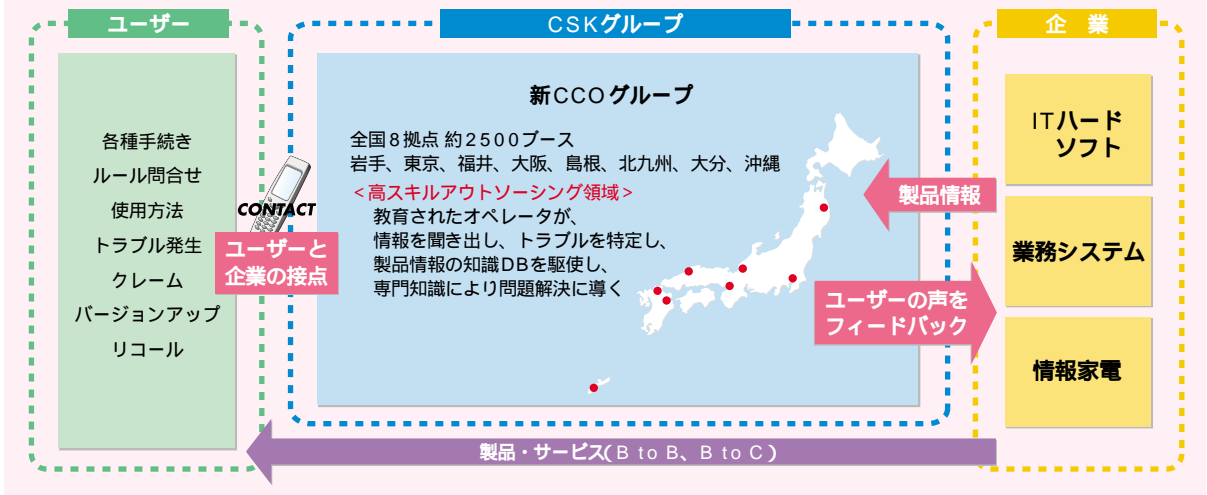 ユーザー
各種手続き
ルール問合せ
使用方法
トラブル発生
クレーム
バージョンアップ
リコール
CONTACT
ユーザーと
企業の接点
CSKグループ
新CCOグループ
全国8拠点 約2500ブース
岩手、東京、福井、大阪、島根、北九州、大分、沖縄
<高スキルアウトソーシング領域>
教育されたオペレータが、
情報を聞き出し、トラブルを特定し、
製品情報の知識DBを駆使し、
専門知識により問題解決に導く
製品情報
ユーザーの声を
フィードバック
企 業
ITハード
ソフト
業務システム
情報家電
製品・サービス(B to B、B to C)